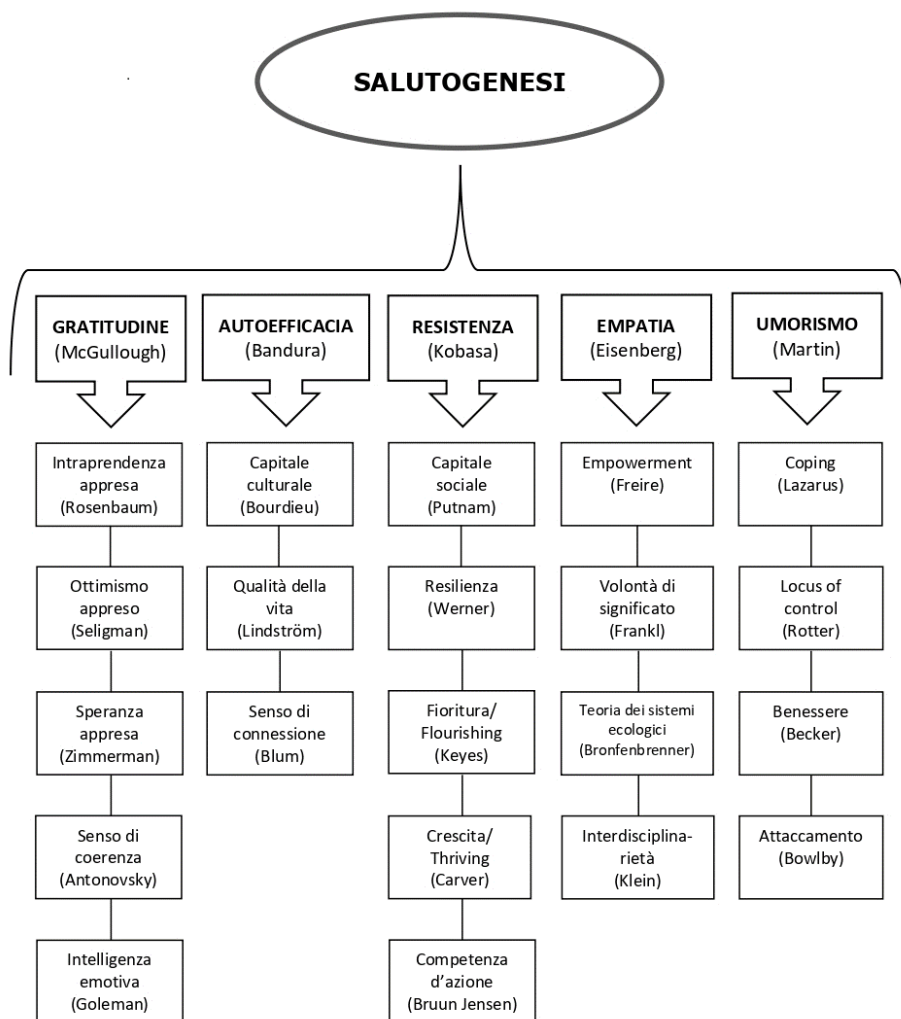 SALUTOGENESI
GRATITUDINE
(McGullough)
AUTOEFFICACIA
(Bandura)
RESISTENZA
(Kobasa)
EMPATIA
(Eisenberg)
UMORISMO
(Martin)
Intraprendenza
appresa
(Rosenbaum)
Capitale
culturale
(Bourdieu)
Capitale
sociale
(Putnam)
Empowerment
(Freire)
Coping
(Lazarus)
Ottimismo
appreso
(Seligman)
Qualità della
vita
(Lindström)
Resilienza
(Werner)
Volontà di
significato
(Frankl)
Locus of
control
(Rotter)
Speranza
appresa
(Zimmerman)
Senso di
connessione
(Blum)
Fioritura/
Flourishing
(Keyes)
Teoria dei sistemi
ecologici
(Bronfenbrenner)
Benessere
(Becker)
Senso di
coerenza
(Antonovsky)
Crescita/
Thriving
(Carver)
Interdisciplina-
rietà
(Klein)
Attaccamento
(Bowlby)
Intelligenza
emotiva
(Goleman)
Competenza
d’azione
(Bruun Jensen)